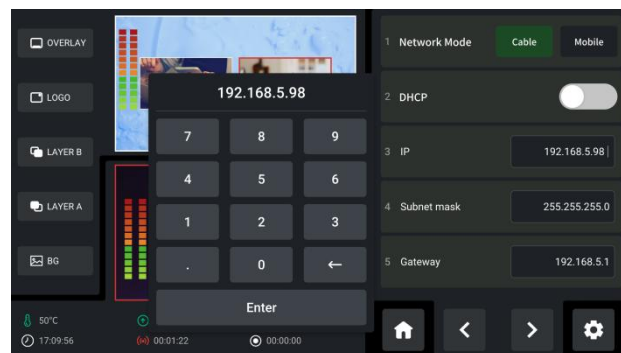 OVERLAY
LOGO
LAYER B
LAYER A
BG
50°C
17:09:56
00:01:22
00:00:00
192.168.5.98
7 8 9
4 5 6
1 2 3
. 0 ←
Enter
1 Network Mode Cable Mobile
2 DHCP
3 IP 192.168.5.98
4 Subnet mask 255.255.255.0
5 Gateway 192.168.5.1